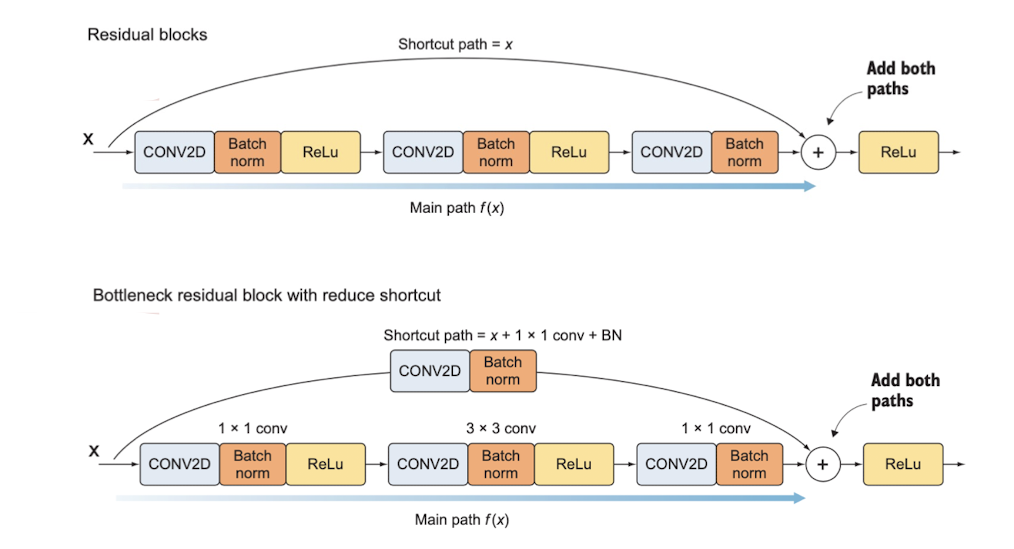 Residual blocks
Shortcut path = x
Add both
paths
X
CONV2D
Batch
norm
ReLu
CONV2D
Batch
norm
ReLu
CONV2D
Batch
norm
+
ReLu
Main path f(x)
Bottleneck residual block with reduce shortcut
Shortcut path = x + 1 × 1 conv + BN
CONV2D
Batch
norm
Add both
paths
1 × 1 conv
3 × 3 conv
1 × 1 conv
X
CONV2D
Batch
norm
ReLu
CONV2D
Batch
norm
ReLu
CONV2D
Batch
norm
+
ReLu
Main path f(x)